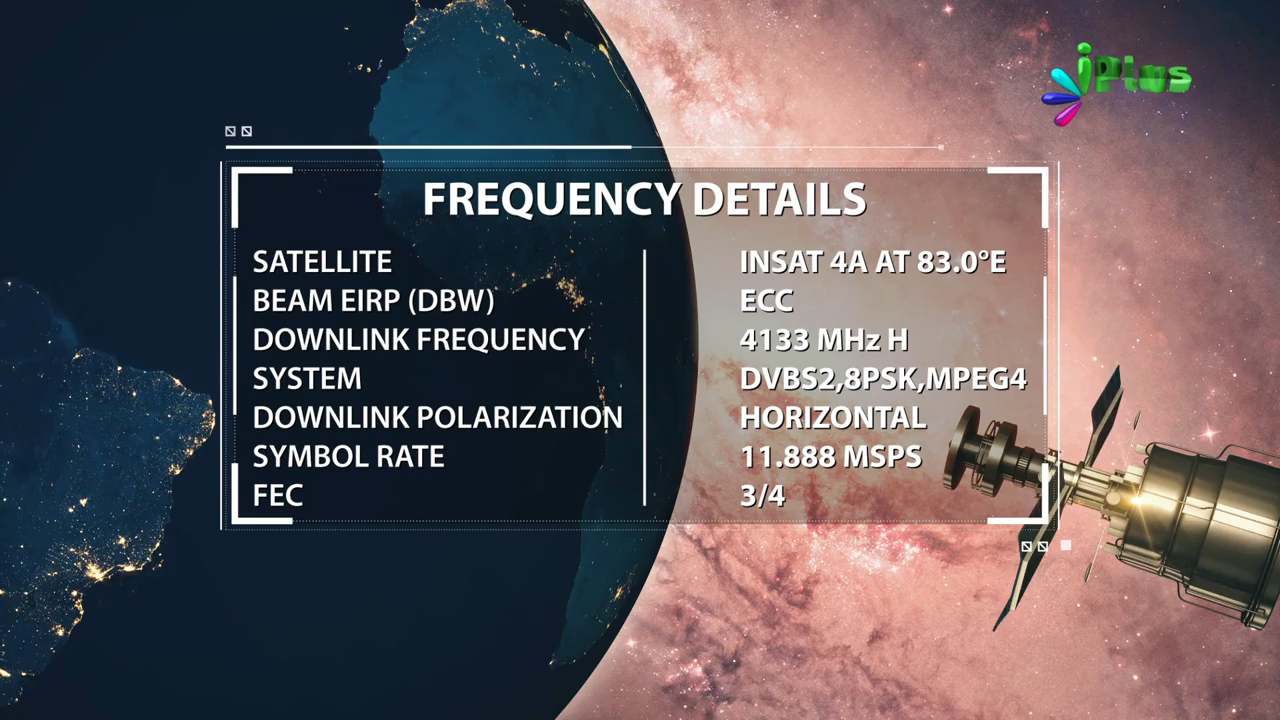 iPlus
FREQUENCY DETAILS
SATELLITE INSAT 4A AT 83.0°E
BEAM EIRP (DBW) ECC
DOWNLINK FREQUENCY 4133 MHz H
SYSTEM DVBS2,8PSK,MPEG4
DOWNLINK POLARIZATION HORIZONTAL
SYMBOL RATE 11.888 MSPS
FEC 3/4